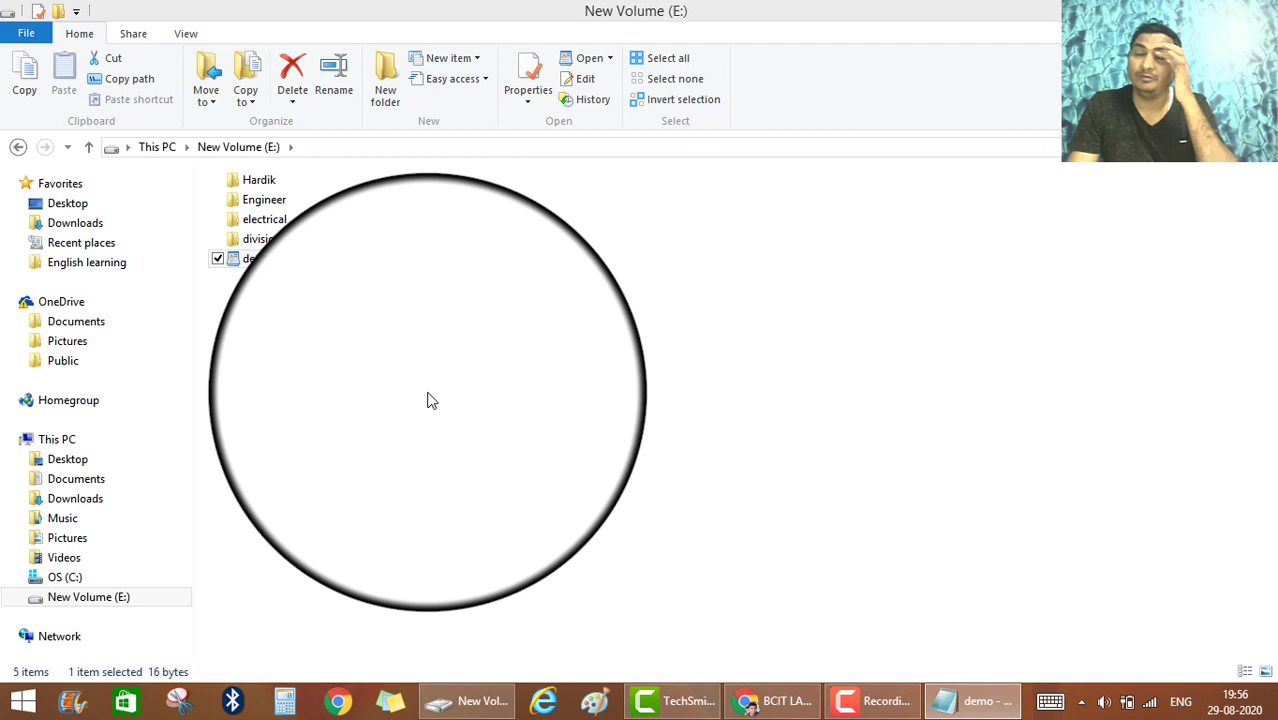 New Volume (E:)
File Home Share View
Copy
Paste
Cut
Copy path
Paste shortcut
Clipboard
Move to
Copy to
Delete
Rename
Organize
New folder
New item
Easy access
New
Properties
Open
Edit
History
Open
Select all
Select none
Invert selection
Select
This PC New Volume (E:)
Favorites
Desktop
Downloads
Recent places
English learning
OneDrive
Documents
Pictures
Public
Homegroup
This PC
Desktop
Documents
Downloads
Music
Pictures
Videos
OS (C:)
New Volume (E:)
Network
Hardik
Engineer
electrical
5 items 1 item selected 16 bytes
New Vol...
TechSmi...
BCIT LA...
Recordi...
demo - ...
ENG
19:56
29-08-2020